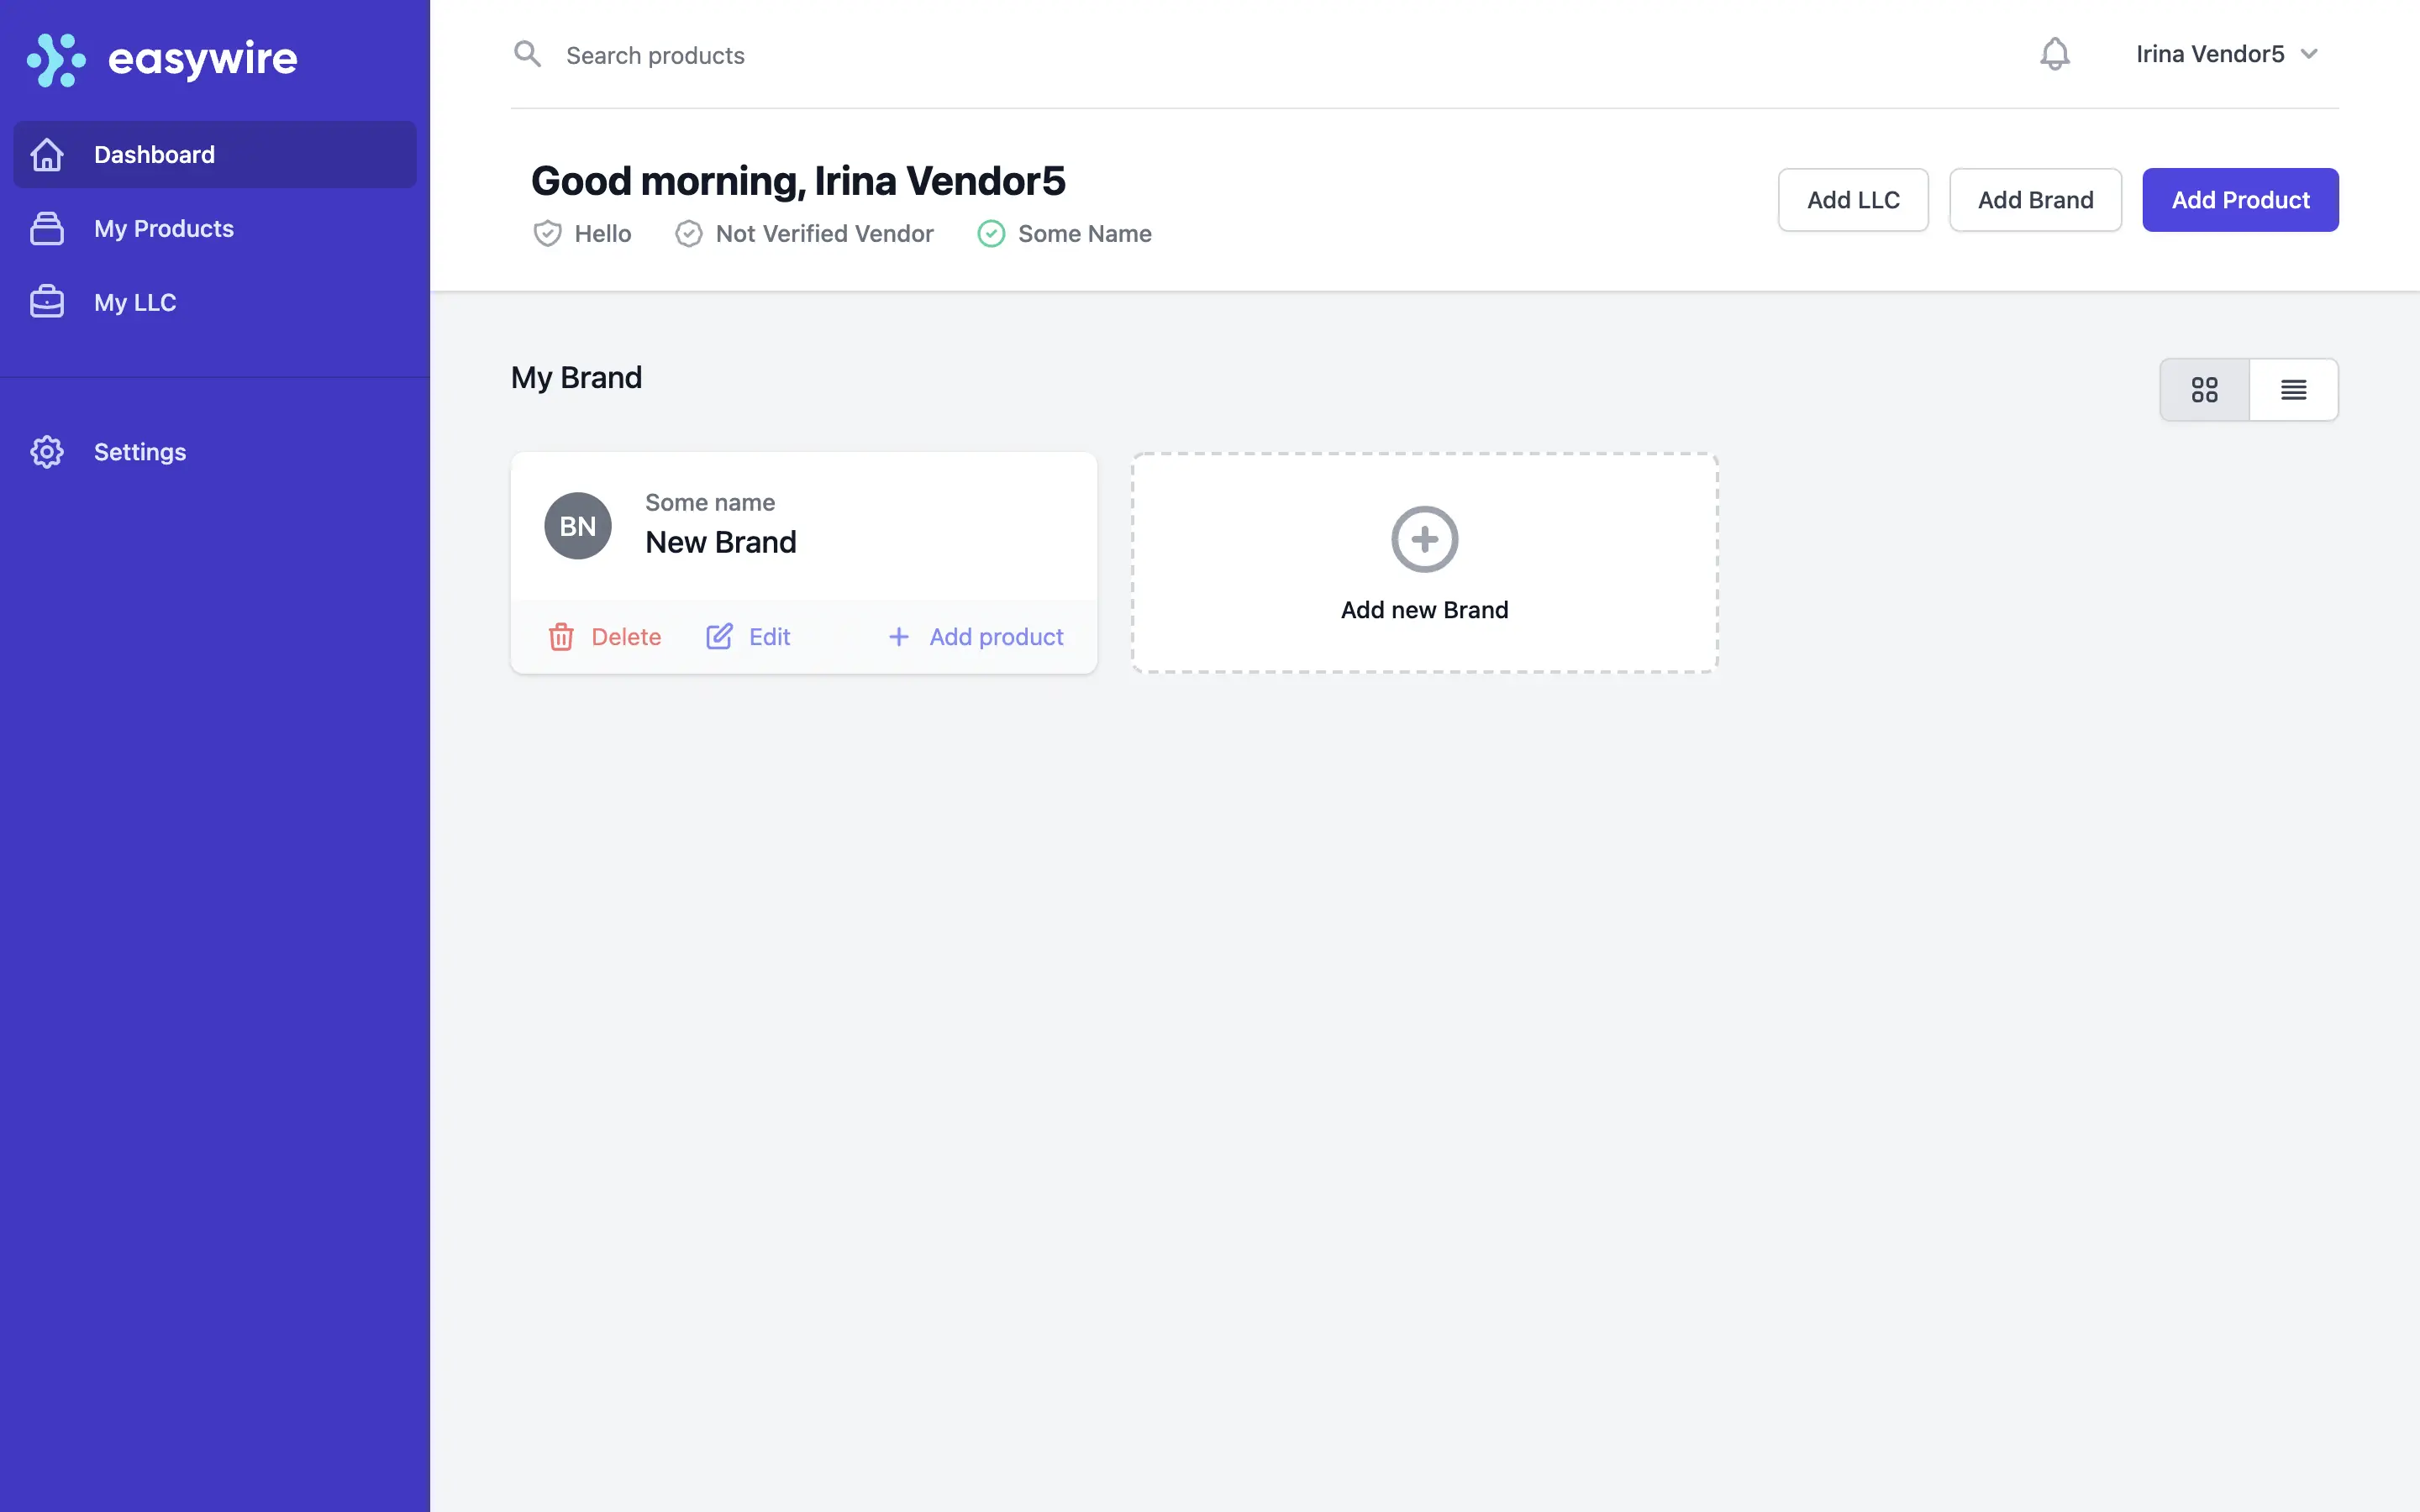 easywire
Dashboard
My Products
My LLC
Settings
Search products
Irina Vendor5
Good morning, Irina Vendor5
Hello
Not Verified Vendor
Some Name
Add LLC
Add Brand
Add Product
My Brand
BN
Some name
New Brand
Delete
Edit
Add product
Add new Brand